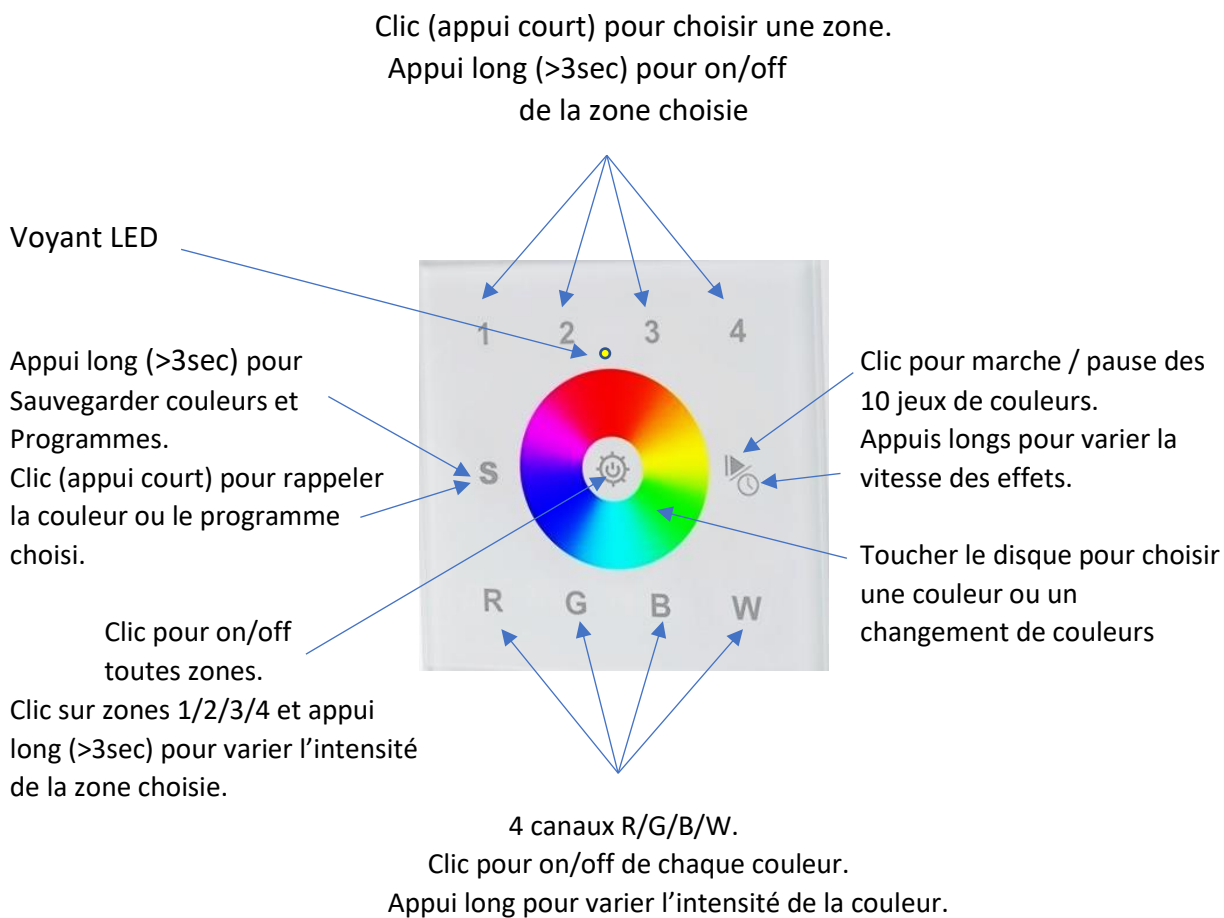 Clic (appui court) pour choisir une zone.
Appui long (>3sec) pour on/off
de la zone choisie
Voyant LED
1 2 3 4
Appui long (>3sec) pour
Sauvegarder couleurs et
Programmes.
Clic (appui court) pour rappeler
la couleur ou le programme
choisi.
S
Clic pour marche / pause des
10 jeux de couleurs.
Appuis longs pour varier la
vitesse des effets.
Toucher le disque pour choisir
une couleur ou un
changement de couleurs
R G B W
Clic pour on/off
toutes zones.
Clic sur zones 1/2/3/4 et appui
long (>3sec) pour varier l’intensité
de la zone choisie.
4 canaux R/G/B/W.
Clic pour on/off de chaque couleur.
Appui long pour varier l’intensité de la couleur.